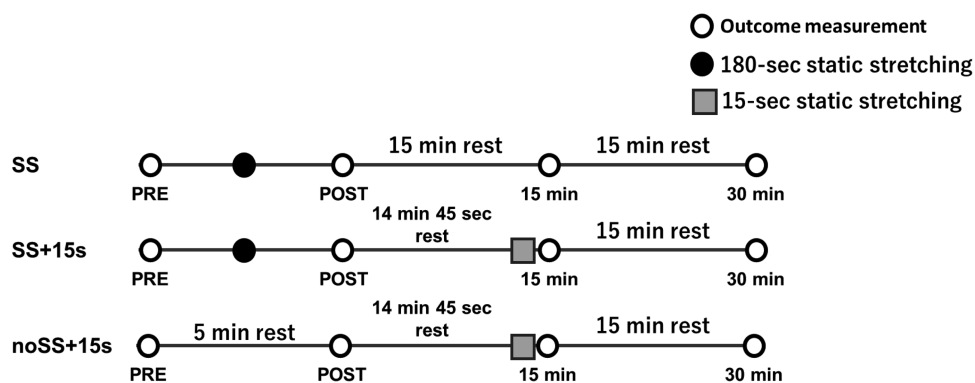 Outcome measurement
180-sec static stretching
15-sec static stretching
SS
15 min rest
15 min rest
PRE
POST
15 min
30 min
SS+15s
14 min 45 sec
rest
15 min rest
PRE
POST
15 min
30 min
noSS+15s
5 min rest
14 min 45 sec
rest
15 min rest
PRE
POST
15 min
30 min